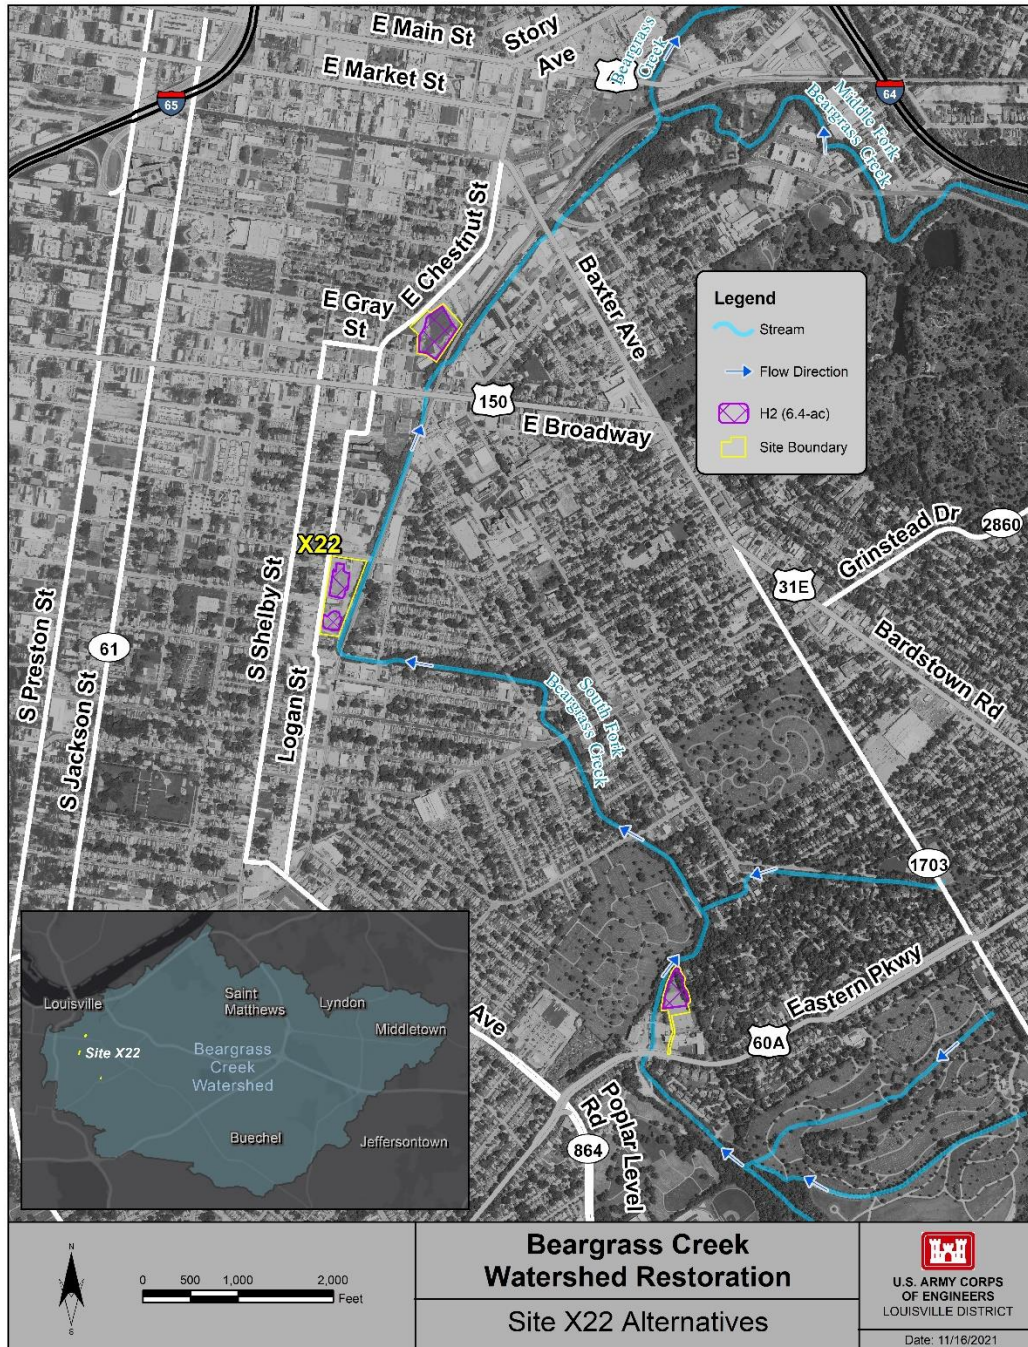 E Main St
Story
Ave
E Market St
Beargrass
Creek
65
64
Middle Fork
Beargrass Creek
E Chestnut St
E Gray
St
Baxter Ave
Legend
Stream
Flow Direction
H2 (6.4-ac)
Site Boundary
150
E Broadway
Grinstead Dr
2860
X22
31E
Bardstown Rd
S Preston St
61
S Jackson St
S Shelby St
Logan St
South Fork
Beargrass Creek
1703
Eastern Pkwy
60A
Ave
Poplar Level
Rd
864
Louisville
Saint
Matthews
Lyndon
Middletown
Site X22
Beargrass
Creek
Watershed
Buechel
Jeffersontown
N
S
0 500 1,000 2,000
Feet
Beargrass Creek
Watershed Restoration
Site X22 Alternatives
U.S. ARMY CORPS
OF ENGINEERS
LOUISVILLE DISTRICT
Date: 11/16/2021